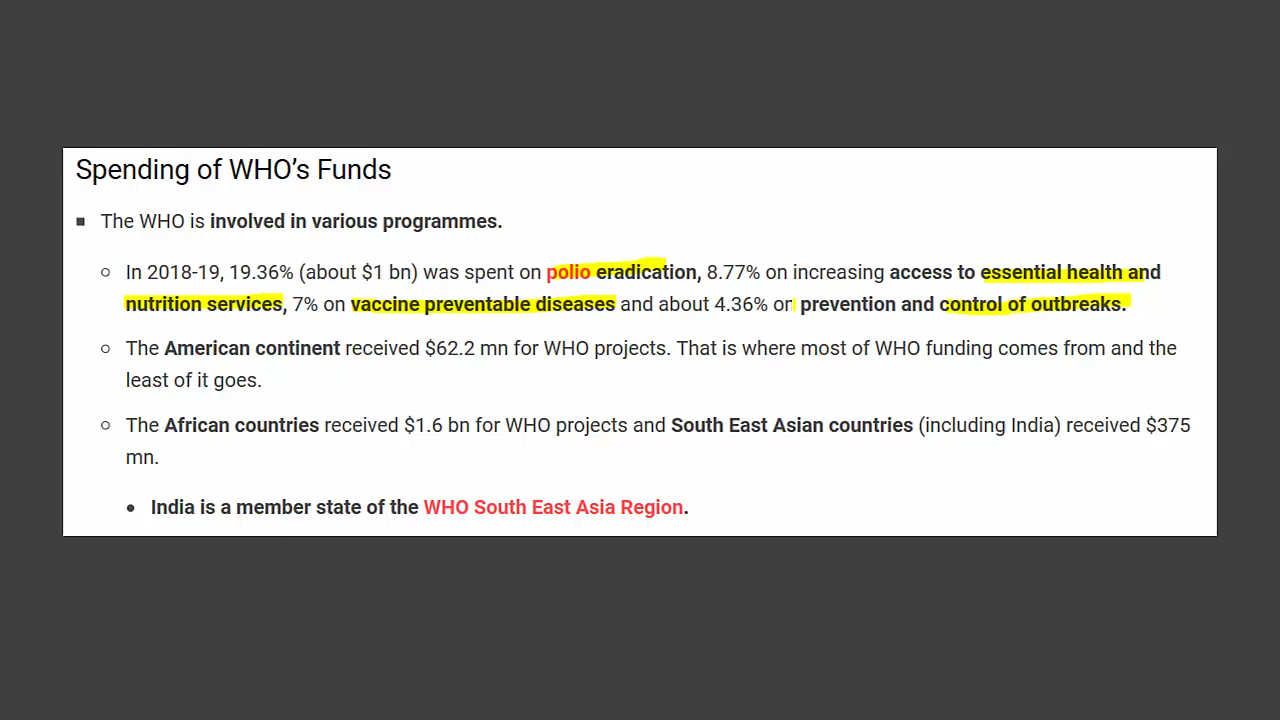 Spending of WHO’s Funds
The WHO is involved in various programmes.
In 2018-19, 19.36% (about $1 bn) was spent on polio eradication, 8.77% on increasing access to essential health and
nutrition services, 7% on vaccine preventable diseases and about 4.36% on prevention and control of outbreaks.
The American continent received $62.2 mn for WHO projects. That is where most of WHO funding comes from and the
least of it goes.
The African countries received $1.6 bn for WHO projects and South East Asian countries (including India) received $375
mn.
India is a member state of the WHO South East Asia Region.